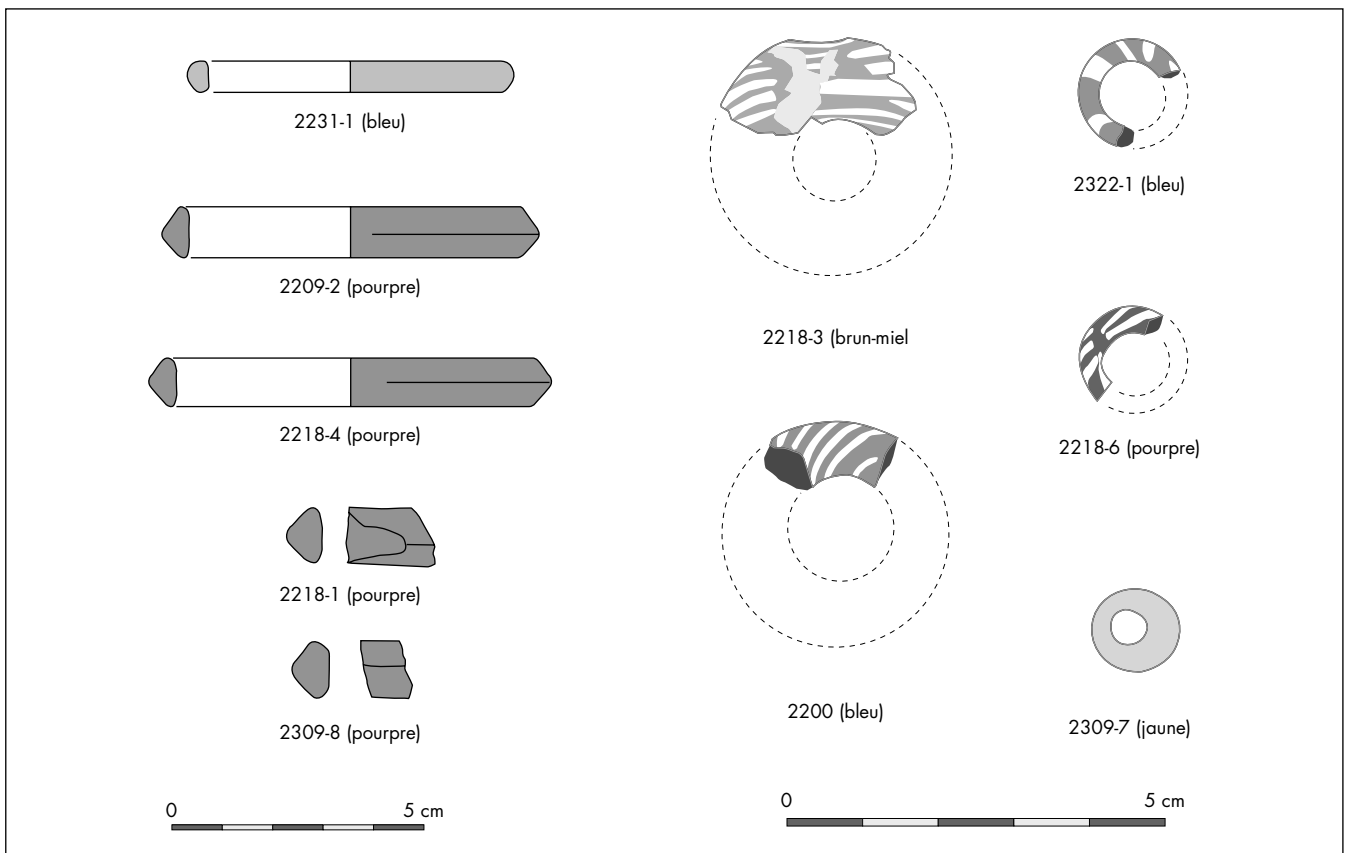 2231-1 (bleu)
2209-2 (pourpre)
2218-4 (pourpre)
2218-1 (pourpre)
2309-8 (pourpre)
0 5 cm
2218-3 (brun-miel
2200 (bleu)
2322-1 (bleu)
2218-6 (pourpre)
2309-7 (jaune)
0 5 cm